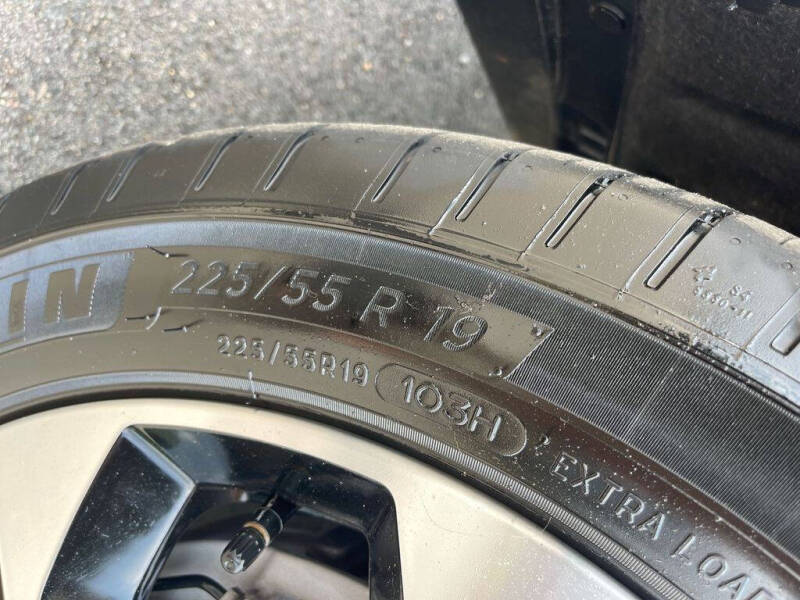 IN
225/55 R 19
225/55R19 103H
EXTRA LOA